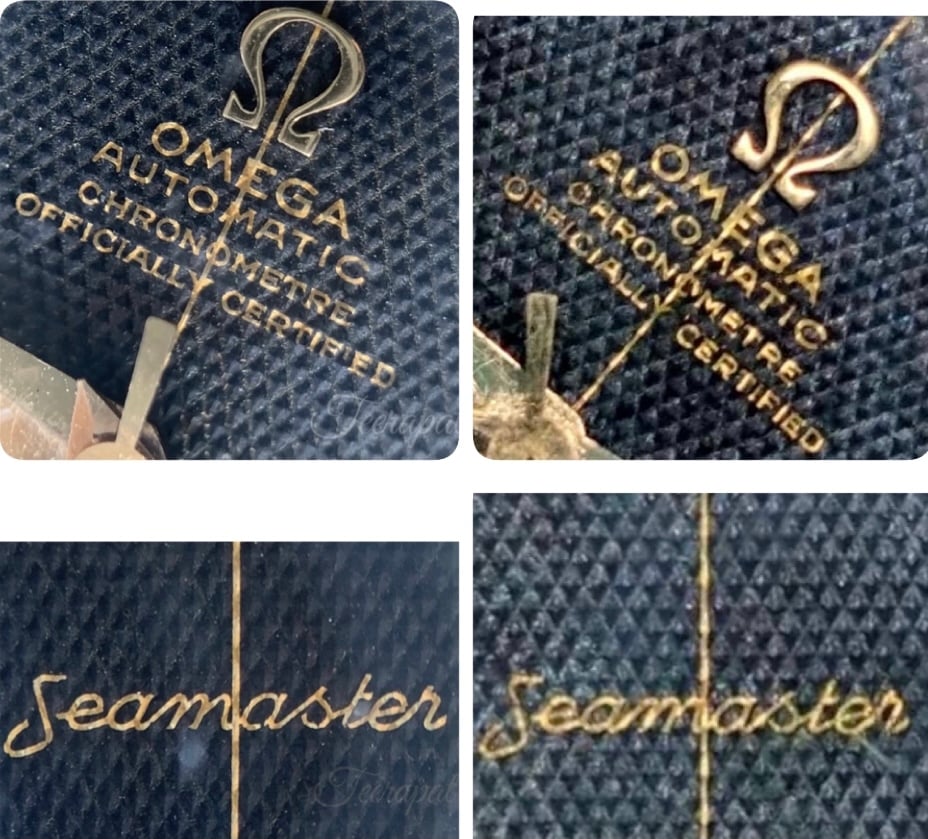 Ω
OMEGA
AUTOMATIC
CHRONOMETRE
OFFICIALLY CERTIFIED
Ω
OMEGA
AUTOMATIC
CHRONOMETRE
OFFICIALLY CERTIFIED
Seamaster
Seamaster